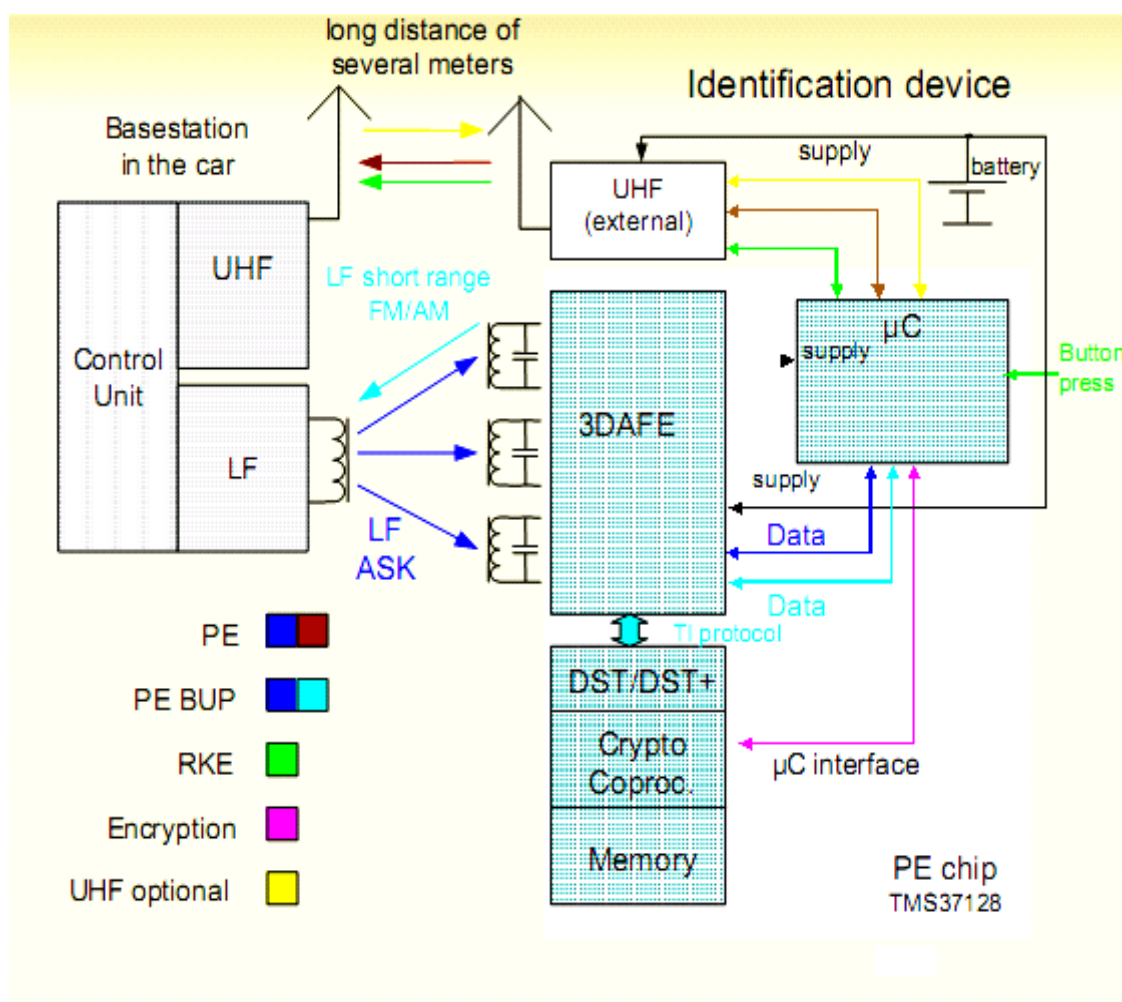 long distance of
several meters
Identification device
Basestation
in the car
supply
battery
UHF
(external)
UHF
LF short range
FM/AM
µC
Control
Unit
supply
Button
press
3DAFE
LF
supply
LF
ASK
Data
Data
TI protocol
PE
DST/DST+
PE BUP
Crypto
Coproc.
RKE
µC interface
Encryption
Memory
PE chip
UHF optional
TMS37128